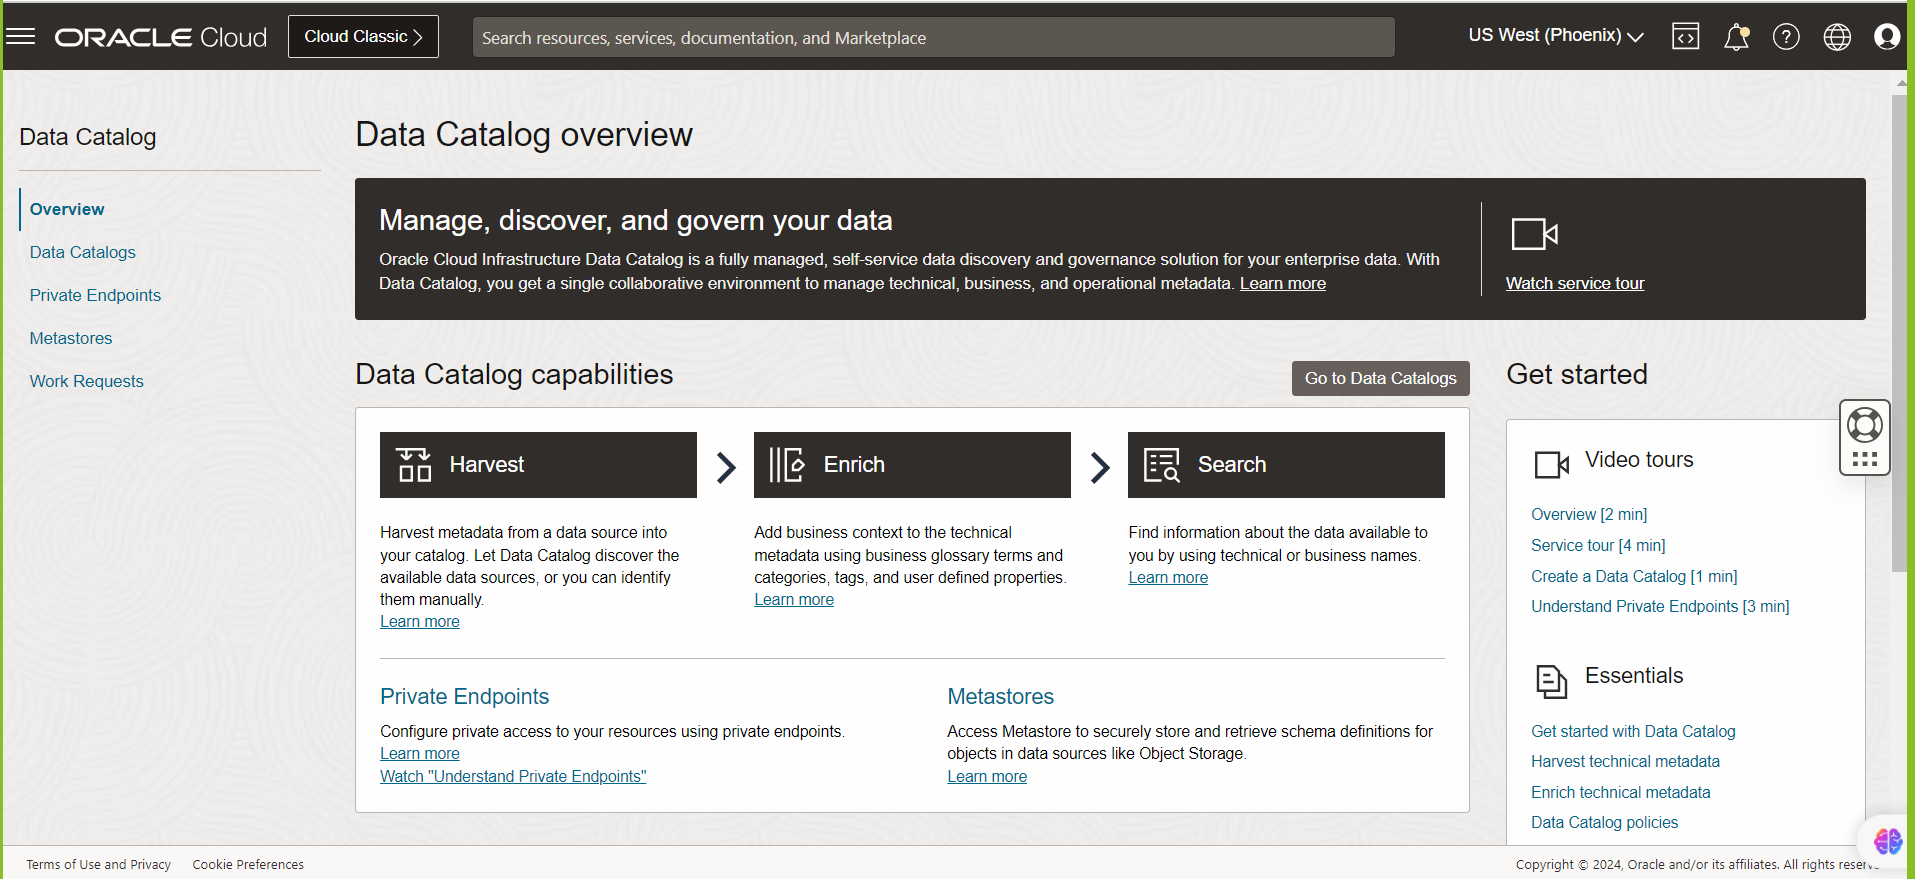 ORACLE Cloud
Cloud Classic
Search resources, services, documentation, and Marketplace
US West (Phoenix)
Data Catalog
Overview
Data Catalogs
Private Endpoints
Metastores
Work Requests
Data Catalog overview
Manage, discover, and govern your data
Oracle Cloud Infrastructure Data Catalog is a fully managed, self-service data discovery and governance solution for your enterprise data. With
Data Catalog, you get a single collaborative environment to manage technical, business, and operational metadata. Learn more
Watch service tour
Data Catalog capabilities
Go to Data Catalogs
Harvest
Harvest metadata from a data source into
your catalog. Let Data Catalog discover the
available data sources, or you can identify
them manually.
Learn more
Enrich
Add business context to the technical
metadata using business glossary terms and
categories, tags, and user defined properties.
Learn more
Search
Find information about the data available to
you by using technical or business names.
Learn more
Private Endpoints
Configure private access to your resources using private endpoints.
Learn more
Watch "Understand Private Endpoints"
Metastores
Access Metastore to securely store and retrieve schema definitions for
objects in data sources like Object Storage.
Learn more
Get started
Video tours
Overview [2 min]
Service tour [4 min]
Create a Data Catalog [1 min]
Understand Private Endpoints [3 min]
Essentials
Get started with Data Catalog
Harvest technical metadata
Enrich technical metadata
Data Catalog policies
Terms of Use and Privacy
Cookie Preferences
Copyright © 2024, Oracle and/or its affiliates. All rights